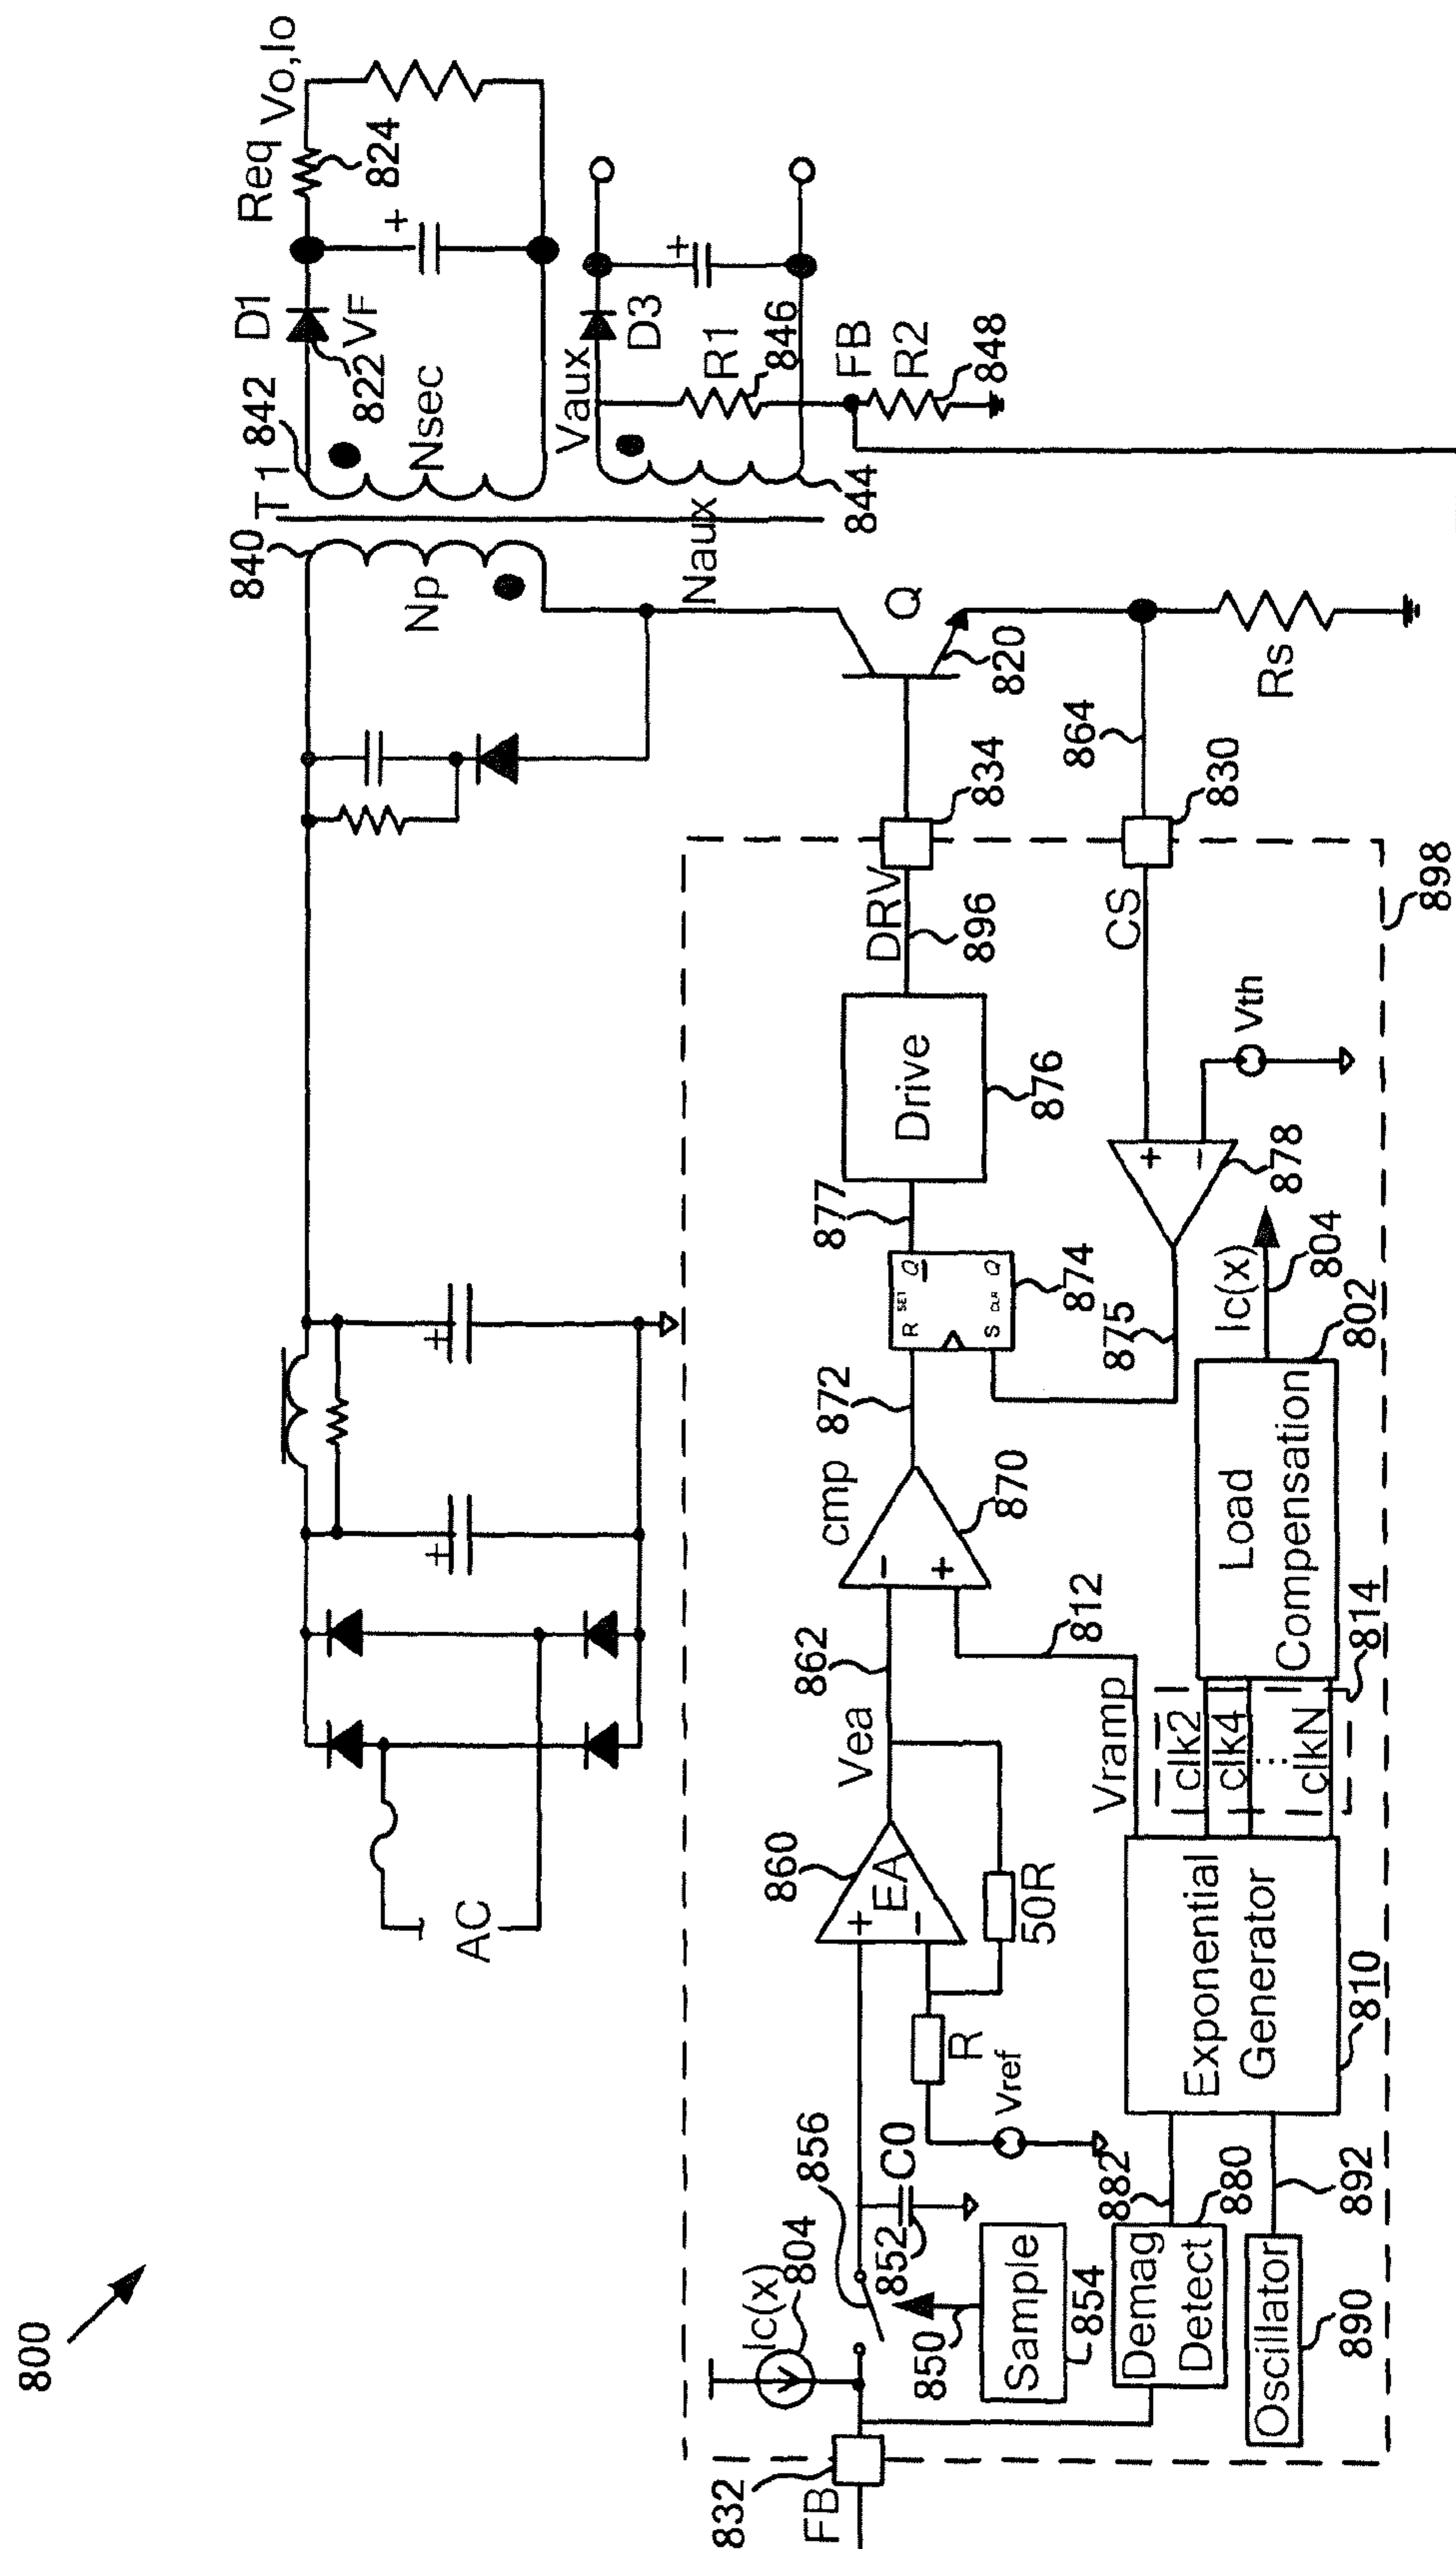 800
AC
840
Np
T1
842
Nsec
D1
822
VF
Req
824
Vo,Io
Naux
844
Vaux
D3
R1
846
FB
R2
848
Q
820
Rs
864
834
830
898
DRV
896
CS
Drive
876
877
Vth
878
R
SET
Q
S
CLR
Q
874
875
Ic(x)
804
802
Load
Compensation
872
cmp
870
862
Vea
812
Vramp
814
clk2
clk4
⋮
clkN
860
EA
+
-
50R
R
Vref
Exponential
Generator
810
856
C0
852
Ic(x)
804
850
Sample
854
882
880
Demag
Detect
892
Oscillator
890
832
FB